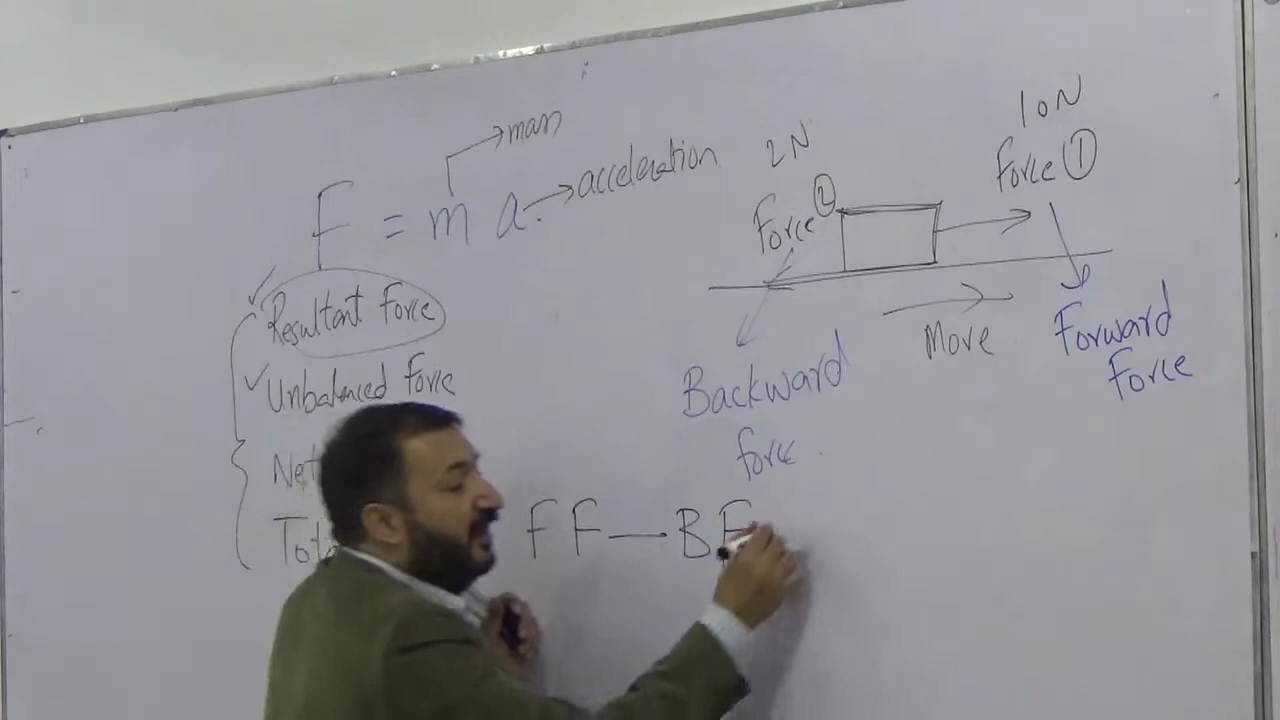 mass
F = m a. acceleration
Resultant Force
Unbalanced Force
Net
FF — BF
10N
Force ①
2N
Force ②
Move
Backward
force.
Forward
Force